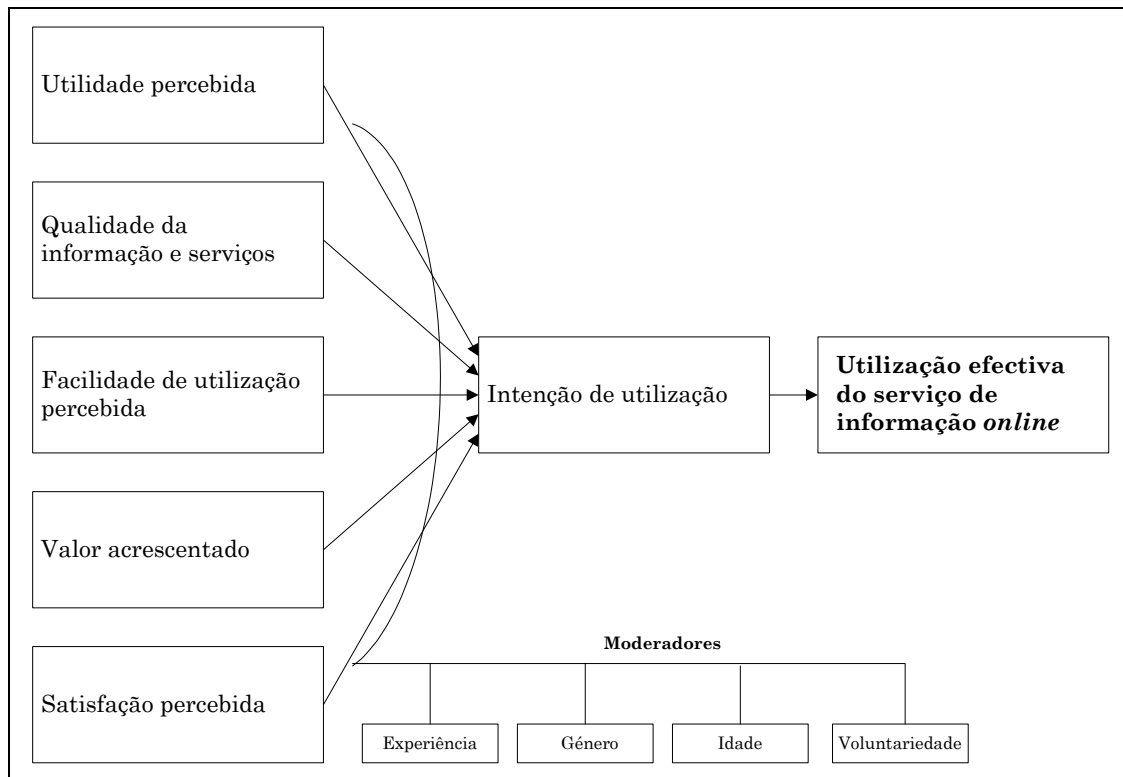 Utilidade percebida
Qualidade da
informação e serviços
Facilidade de utilização
percebida
Valor acrescentado
Satisfação percebida
Intenção de utilização
Utilização efectiva
do serviço de
informação online
Moderadores
Experiência
Género
Idade
Voluntariedade